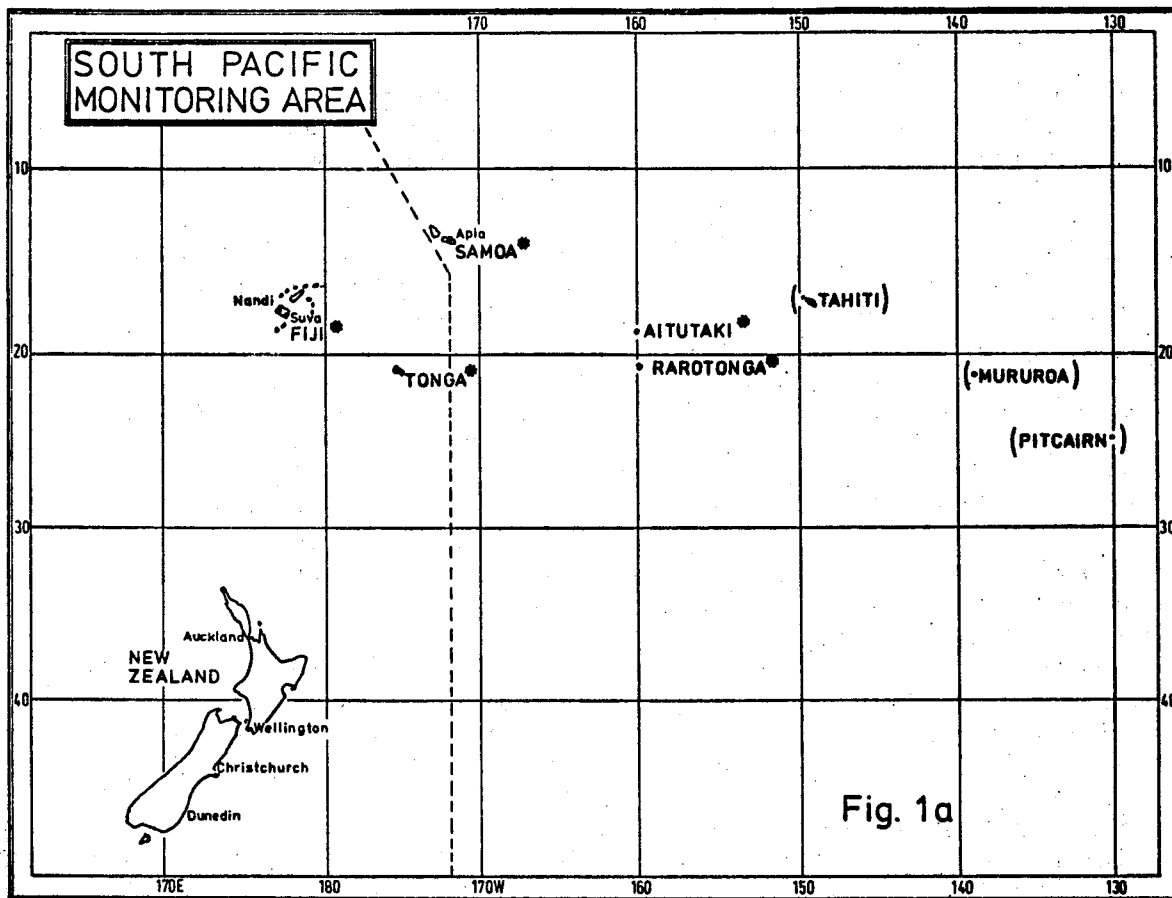 170 160 150 140 130
SOUTH PACIFIC
MONITORING AREA
10 10
Apia
SAMOA*
Nandi
Suva
FIJI *
(TAHITI)
AITUTAKI *
20 20
RAROTONGA*
TONGA*
(MURUROA)
(PITCAIRN)
30 30
Auckland
NEW
ZEALAND
40 40
Wellington
Christchurch
Dunedin
Fig. 1a
170E 180 170W 160 150 140 130